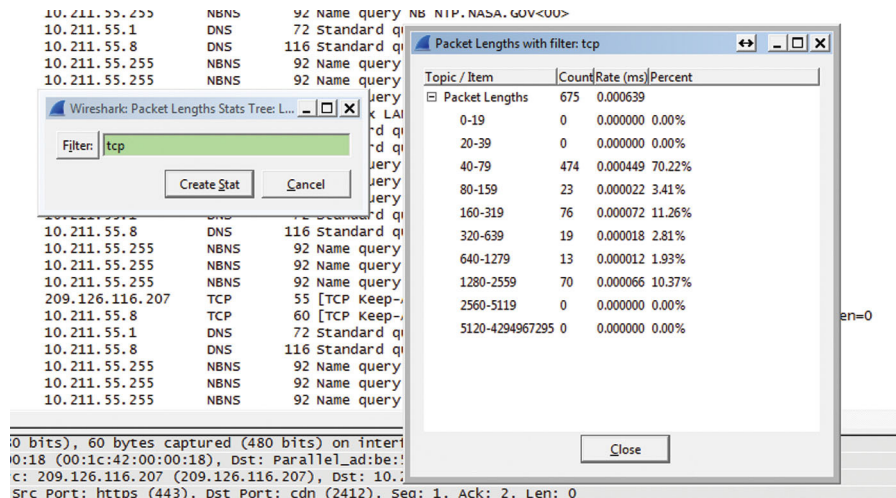 10.211.55.255 NBNS 92 Name query NB NTP.NASA.GOV<00>
10.211.55.1 DNS 72 Standard
10.211.55.8 DNS 116 Standard
10.211.55.255 NBNS 92 Name query
10.211.55.255 NBNS 92 Name query
Wireshark: Packet Lengths Stats Tree: L...
Filter: tcp
Create Stat Cancel
10.211.55.8 DNS 116 Standard
10.211.55.255 NBNS 92 Name query
10.211.55.255 NBNS 92 Name query
10.211.55.255 NBNS 92 Name query
209.126.116.207 TCP 55 [TCP Keep-
10.211.55.8 TCP 60 [TCP Keep-
10.211.55.1 DNS 72 Standard
10.211.55.8 DNS 116 Standard
10.211.55.255 NBNS 92 Name query
10.211.55.255 NBNS 92 Name query
10.211.55.255 NBNS 92 Name query
Packet Lengths with filter: tcp
Topic / Item Count Rate (ms) Percent
Packet Lengths 675 0.000639
0-19 0 0.000000 0.00%
20-39 0 0.000000 0.00%
40-79 474 0.000449 70.22%
80-159 23 0.000022 3.41%
160-319 76 0.000072 11.26%
320-639 19 0.000018 2.81%
640-1279 13 0.000012 1.93%
1280-2559 70 0.000066 10.37%
2560-5119 0 0.000000 0.00%
5120-4294967295 0 0.000000 0.00%
Close
en=0
0 bits), 60 bytes captured (480 bits) on interf
0:18 (00:1c:42:00:00:18), Dst: Parallel_ad:be:
c: 209.126.116.207 (209.126.116.207), Dst: 10.
Src Port: https (443), Dst Port: cdn (2412), Seq: 1, Ack: 2, Len: 0